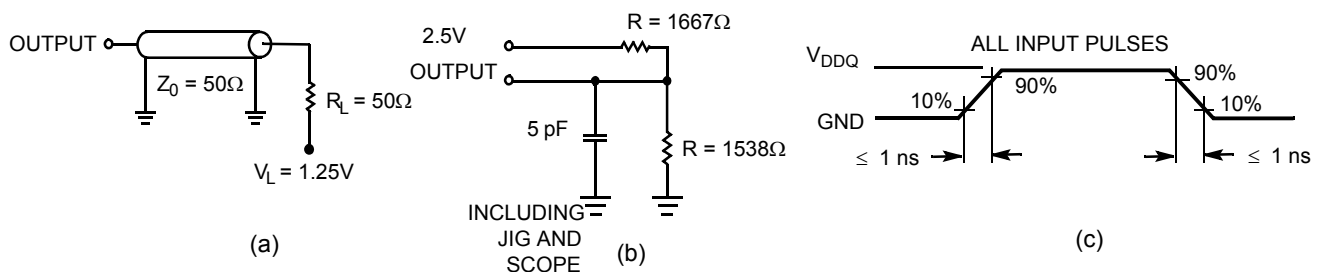 OUTPUT
Z0 = 50Ω
RL = 50Ω
VL = 1.25V
(a)
R = 1667Ω
2.5V
OUTPUT
5 pF
R = 1538Ω
INCLUDING
JIG AND
SCOPE
(b)
ALL INPUT PULSES
VDDQ
GND
10%
90%
90%
10%
≤ 1 ns
≤ 1 ns
(c)